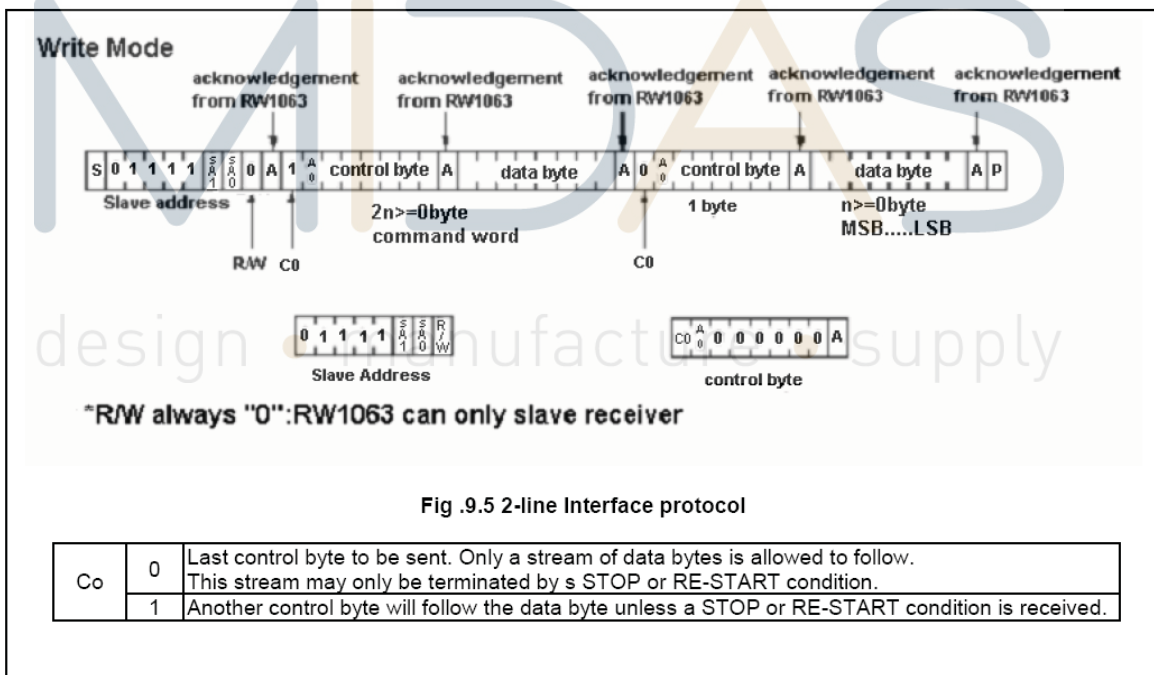 MIDAS
design • manufacture • supply
Write Mode
acknowledgement from RW1063
acknowledgement from RW1063
acknowledgement from RW1063
acknowledgement from RW1063
acknowledgement from RW1063
S 0 1 1 1 1 SA1 SA0 0 A 1 A0 control byte A data byte A 0 A0 control byte A data byte A P
Slave address
2n>=0byte
command word
1 byte
n>=0byte
MSB.....LSB
R/W C0
C0
0 1 1 1 1 SA1 SA0 R/W
Slave Address
C0 A0 0 0 0 0 0 0 A
control byte
*R/W always "0":RW1063 can only slave receiver
Fig .9.5 2-line Interface protocol
Co
0 Last control byte to be sent. Only a stream of data bytes is allowed to follow.
This stream may only be terminated by s STOP or RE-START condition.
1 Another control byte will follow the data byte unless a STOP or RE-START condition is received.